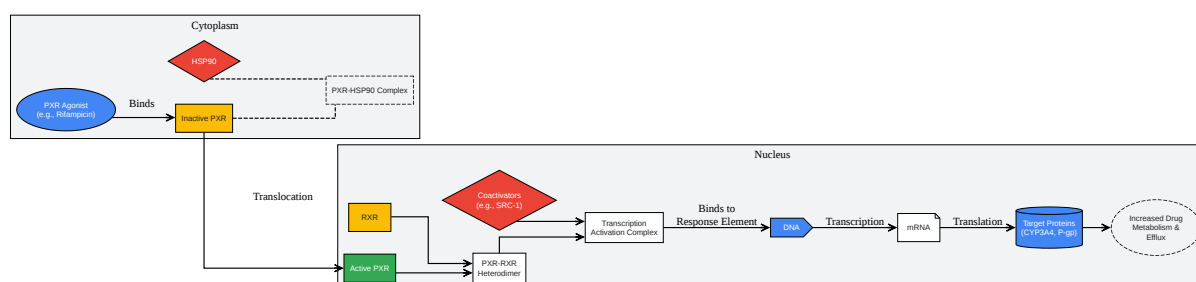 Cytoplasm
HSP90
PXR-HSP90 Complex
PXR Agonist
(e.g., Rifampicin)
Binds
Inactive PXR
Translocation
Nucleus
Coactivators
(e.g., SRC-1)
RXR
Active PXR
PXR-RXR
Heterodimer
Transcription
Activation Complex
Binds to
Response Element
DNA
Transcription
mRNA
Translation
Target Proteins
(CYP3A4, P-gp)
Increased Drug
Metabolism &
Efflux